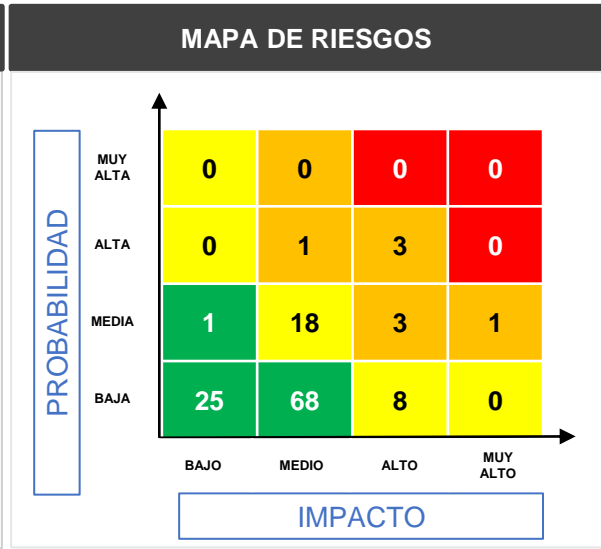 MAPA DE RIESGOS
PROBABILIDAD
MUY
ALTA
0 0 0 0
ALTA
0 1 3 0
MEDIA
1 18 3 1
BAJA
25 68 8 0
BAJO MEDIO ALTO MUY
ALTO
IMPACTO